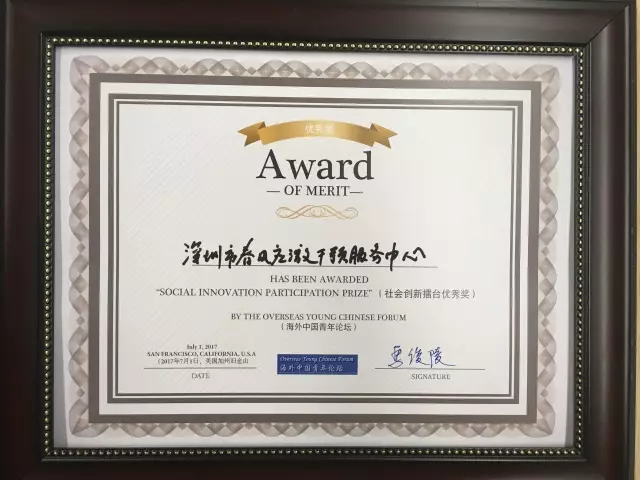 优秀奖
Award
— OF MERIT —
深圳市春风应激干预服务中心
HAS BEEN AWARDED
“SOCIAL INNOVATION PARTICIPATION PRIZE”（社会创新擂台优秀奖）
BY THE OVERSEAS YOUNG CHINESE FORUM
（海外中国青年论坛）
July 1, 2017
SAN FRANCISCO, CALIFORNIA, U.S.A
（2017年7月1日，美国加州旧金山
DATE
Overseas Young Chinese Forum
海外中国青年论坛
SIGNATURE